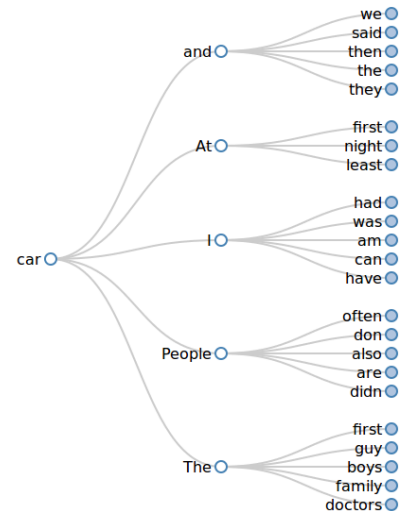 we
said
and
then
the
they
first
At
night
least
had
was
I
am
can
car
have
often
don
People
also
are
didn
first
guy
The
boys
family
doctors